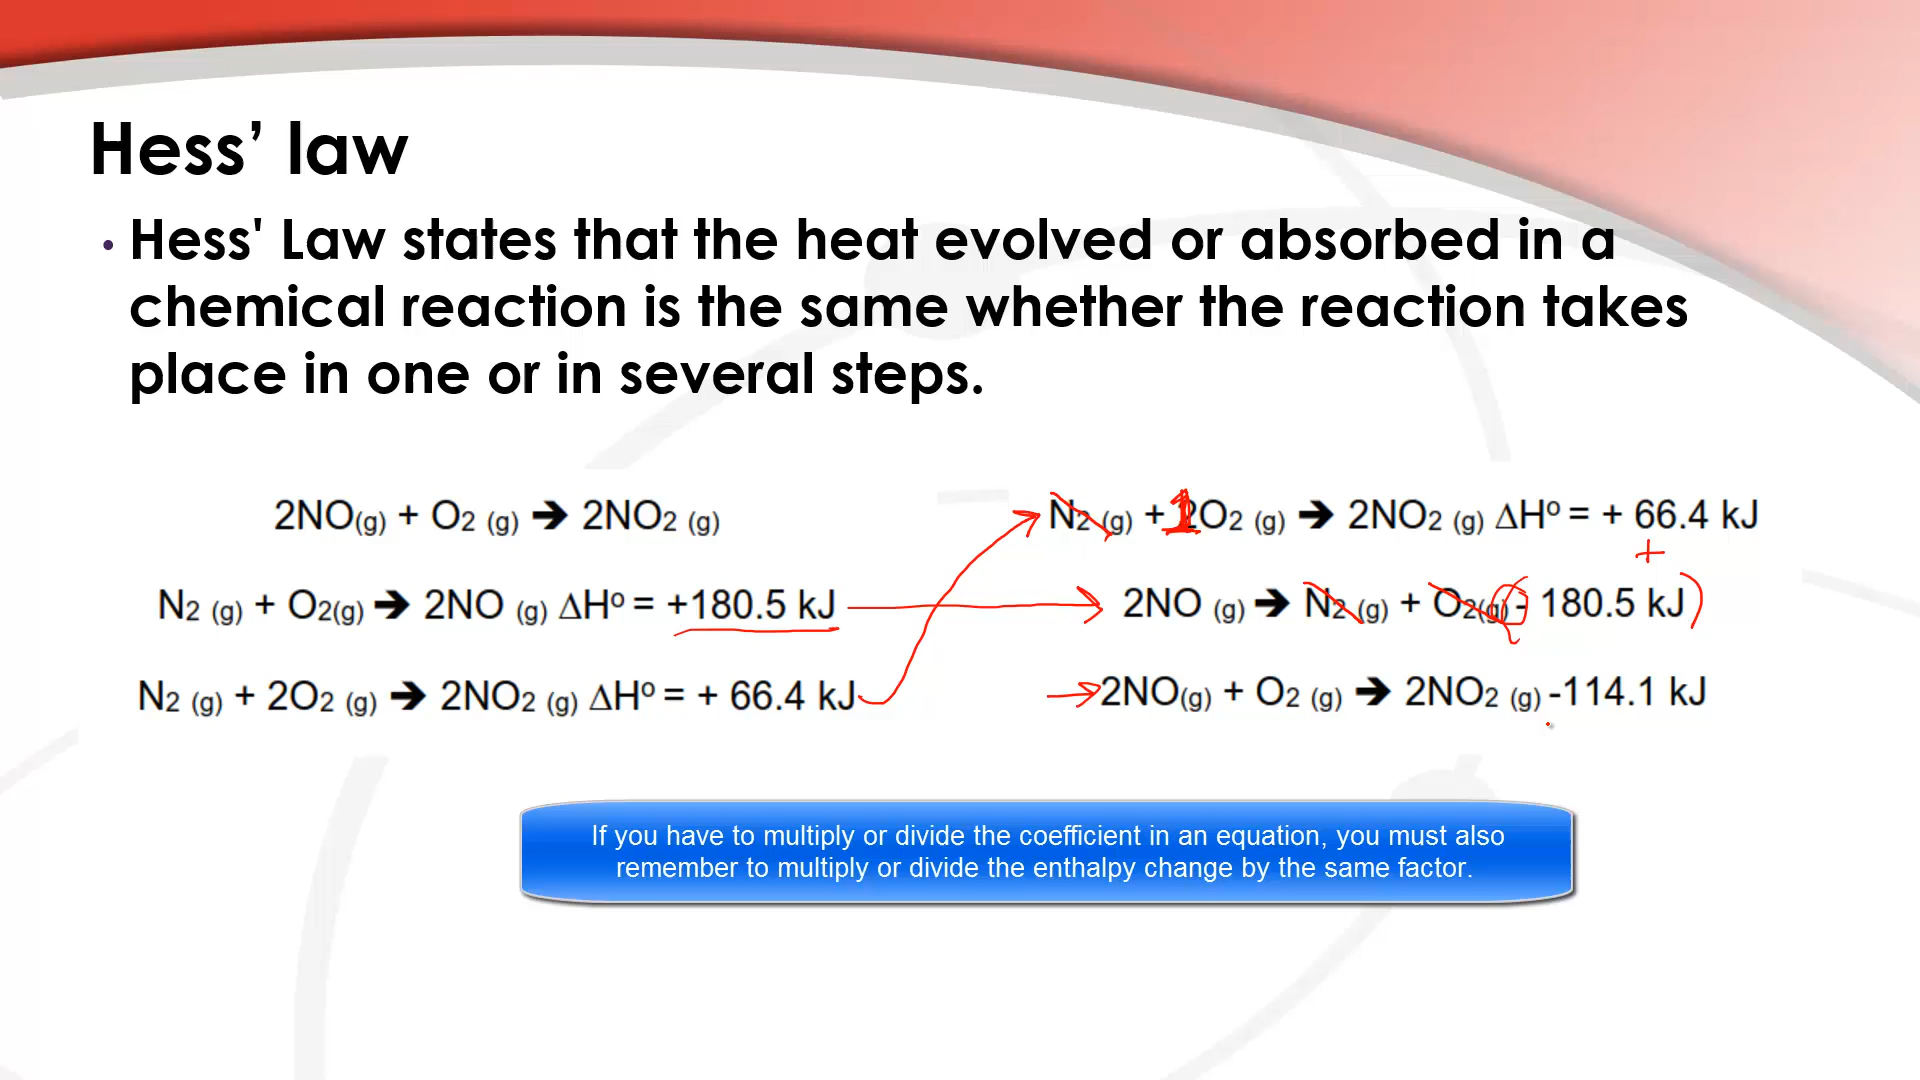 Hess’ law
• Hess' Law states that the heat evolved or absorbed in a
chemical reaction is the same whether the reaction takes
place in one or in several steps.
2NO(g) + O2 (g) ➔ 2NO2 (g)
N2 (g) + O2(g) ➔ 2NO (g) ΔHº = +180.5 kJ
N2 (g) + 2O2 (g) ➔ 2NO2 (g) ΔHº = + 66.4 kJ
N2 (g) + 2O2 (g) ➔ 2NO2 (g) ΔHº = + 66.4 kJ
1
+
2NO (g) ➔ N2 (g) + O2(g) (- 180.5 kJ)
2NO(g) + O2 (g) ➔ 2NO2 (g) -114.1 kJ
If you have to multiply or divide the coefficient in an equation, you must also
remember to multiply or divide the enthalpy change by the same factor.